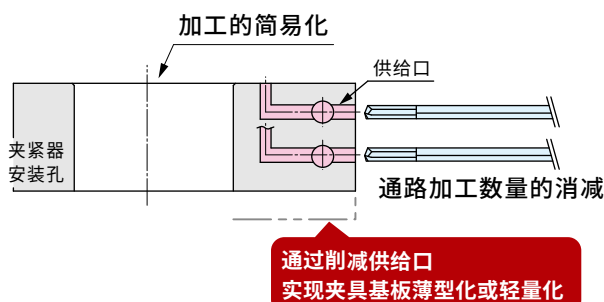 加工的简易化
供给口
夹紧器
安装孔
通路加工数量的消减
通过削减供给口
实现夹具基板薄型化或轻量化